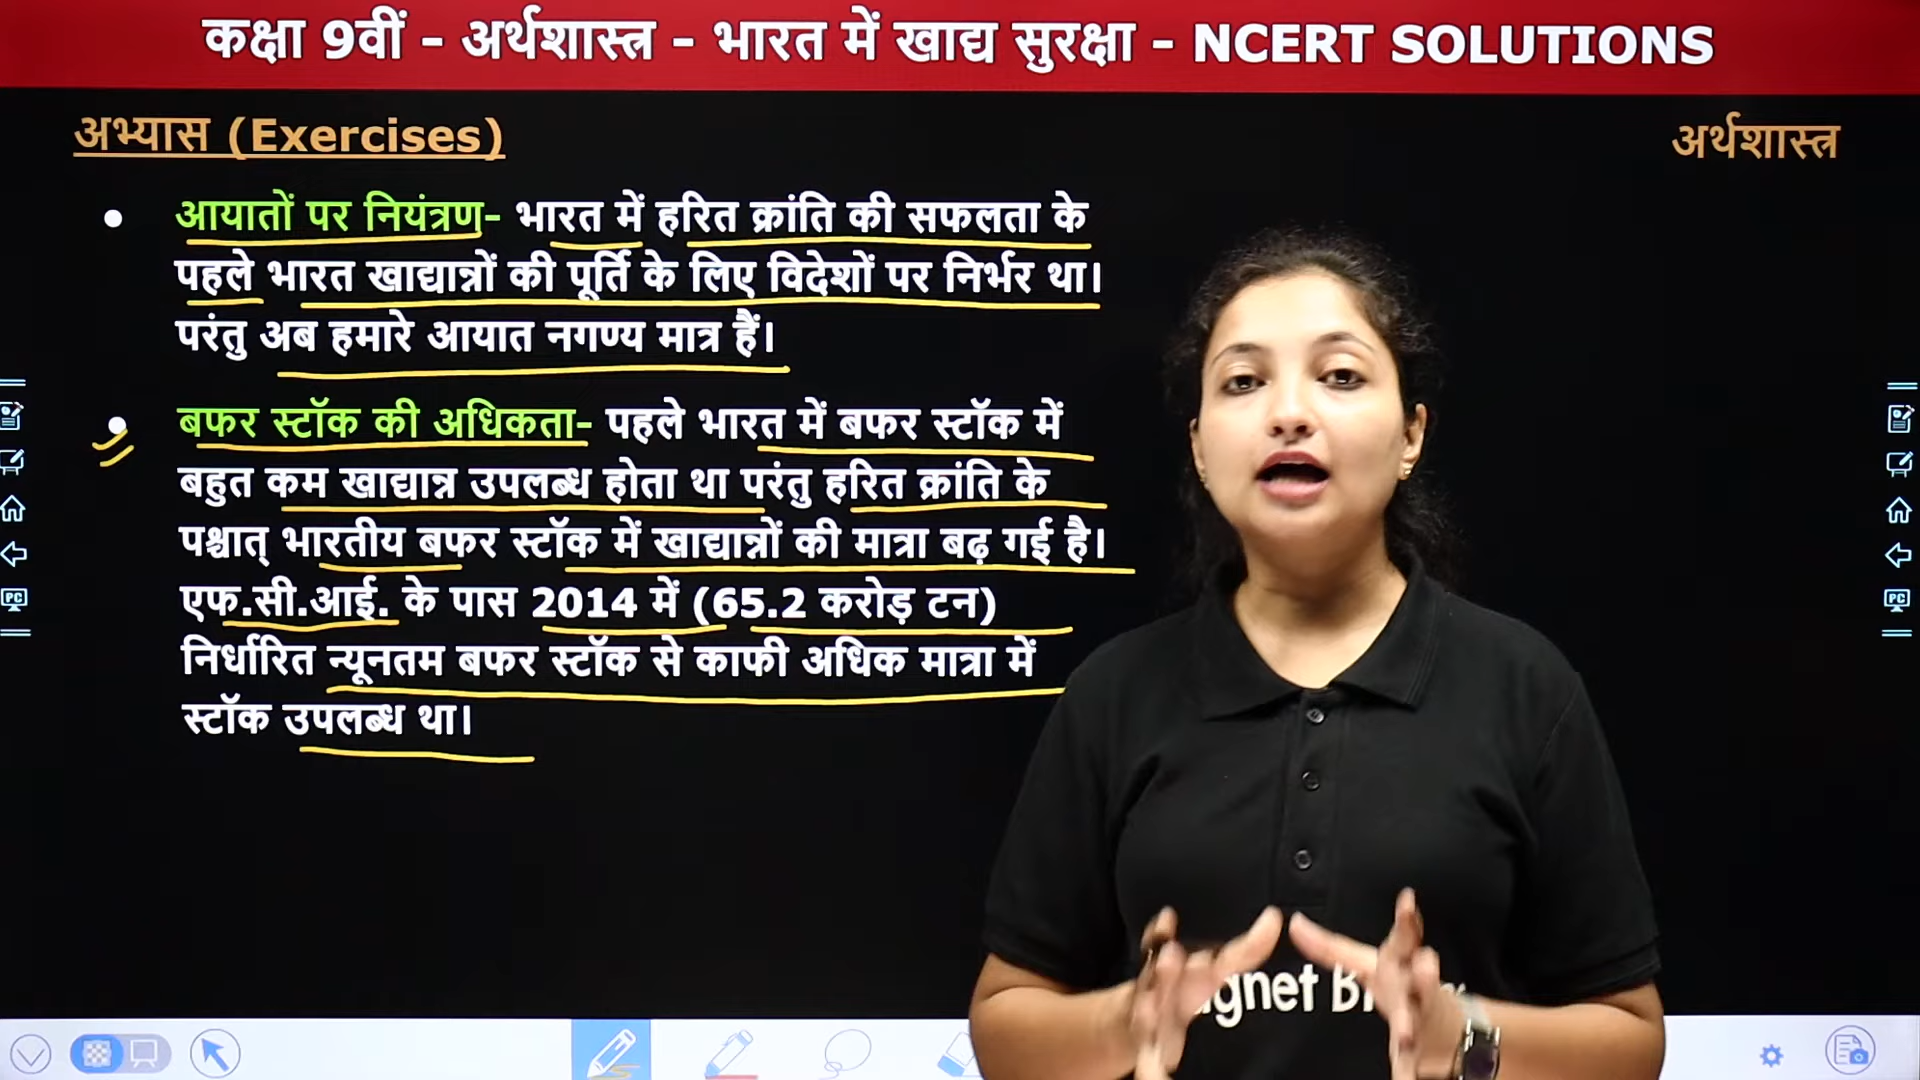 कक्षा 9वीं - अर्थशास्त्र - भारत में खाद्य सुरक्षा - NCERT SOLUTIONS
अभ्यास (Exercises)
अर्थशास्त्र
आयातों पर नियंत्रण- भारत में हरित क्रांति की सफलता के
पहले भारत खाद्यान्नों की पूर्ति के लिए विदेशों पर निर्भर था।
परंतु अब हमारे आयात नगण्य मात्र हैं।
बफर स्टॉक की अधिकता- पहले भारत में बफर स्टॉक में
बहुत कम खाद्यान्न उपलब्ध होता था परंतु हरित क्रांति के
पश्चात् भारतीय बफर स्टॉक में खाद्यान्नों की मात्रा बढ़ गई है।
एफ.सी.आई. के पास 2014 में (65.2 करोड़ टन)
निर्धारित न्यूनतम बफर स्टॉक से काफी अधिक मात्रा में
स्टॉक उपलब्ध था।
PC
PC